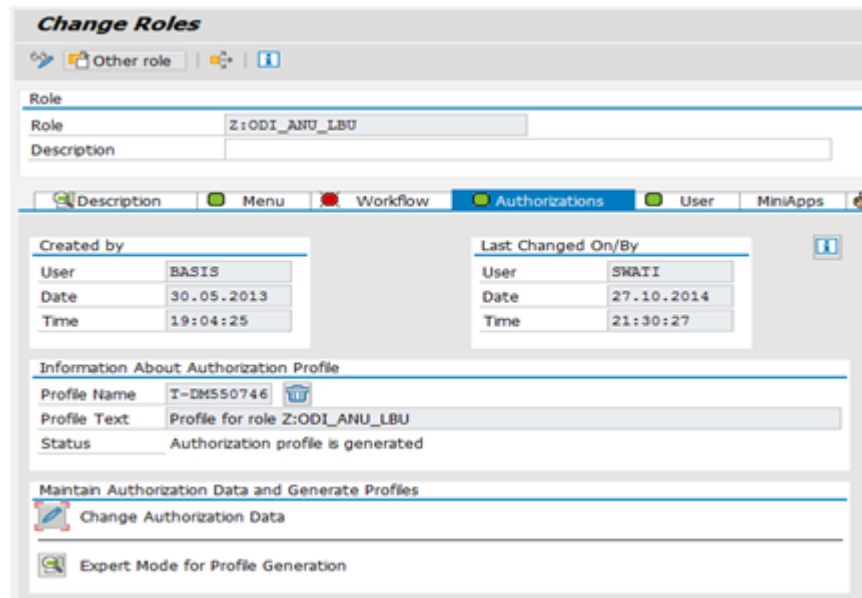 Change Roles
Other role
Role
Role Z:ODI_ANU_LBU
Description
Description Menu Workflow Authorizations User MiniApps
Created by Last Changed On/By
User BASIS User SWATI
Date 30.05.2013 Date 27.10.2014
Time 19:04:25 Time 21:30:27
Information About Authorization Profile
Profile Name T-DM550746
Profile Text Profile for role Z:ODI_ANU_LBU
Status Authorization profile is generated
Maintain Authorization Data and Generate Profiles
Change Authorization Data
Expert Mode for Profile Generation